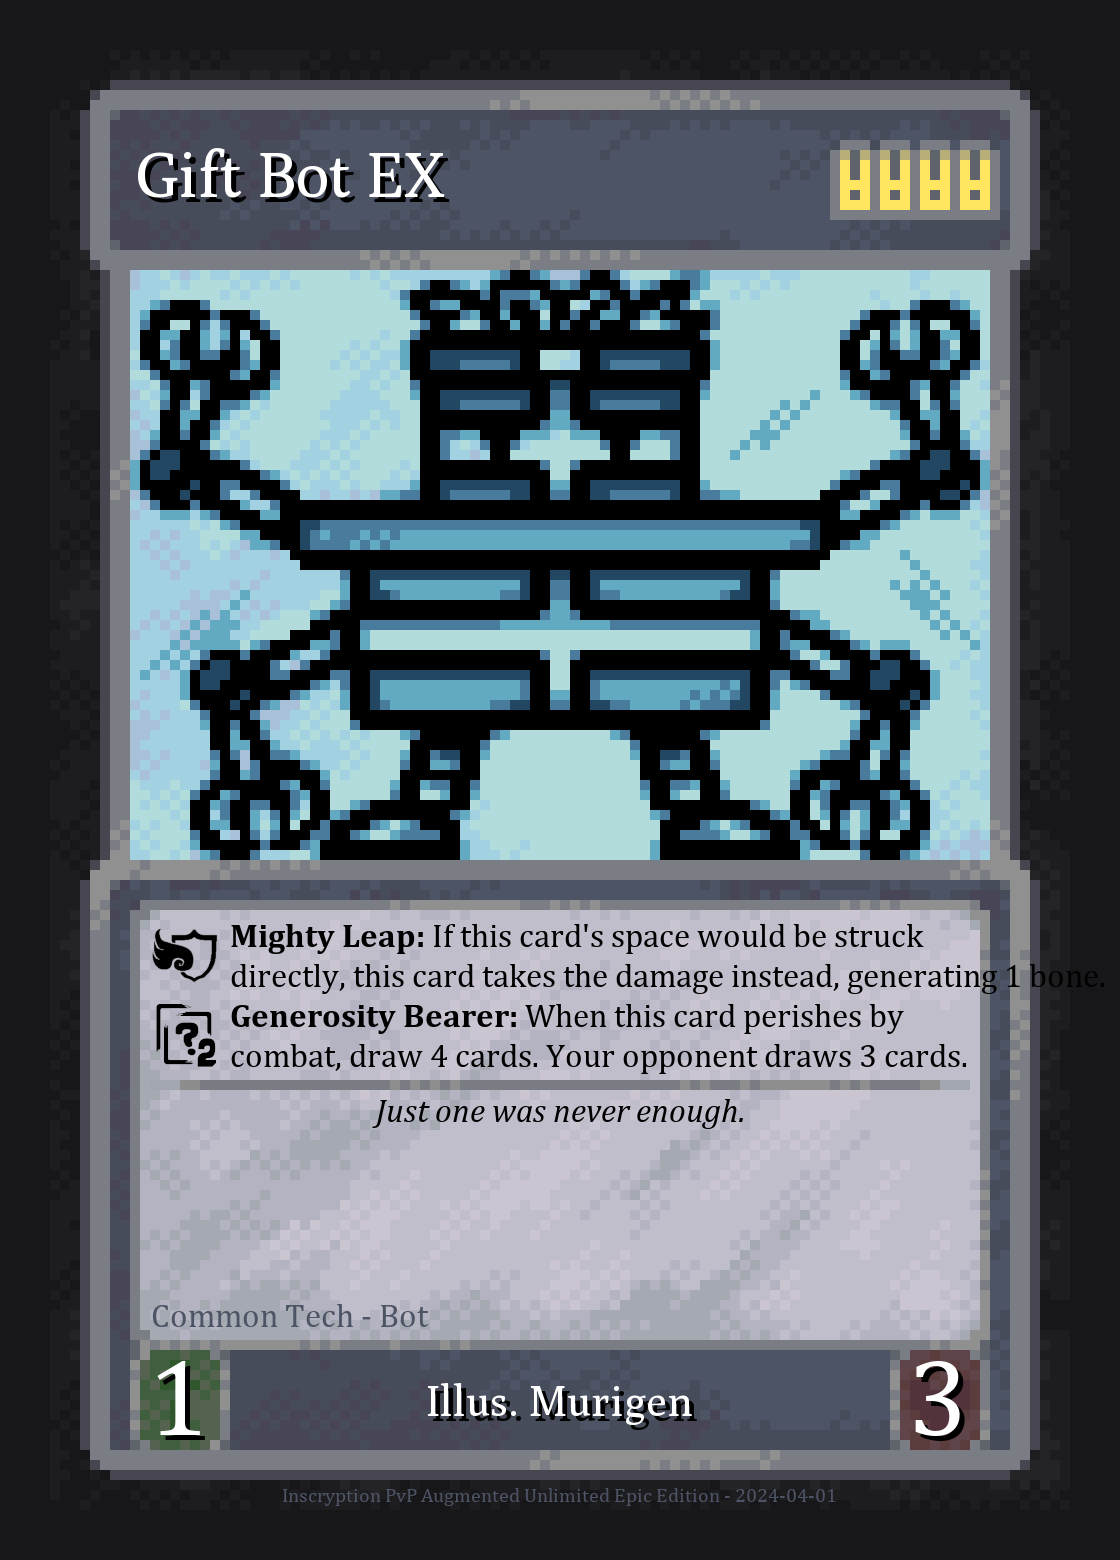 Gift Bot EX
Mighty Leap: If this card's space would be struck
directly, this card takes the damage instead, generating 1 bone.
Generosity Bearer: When this card perishes by
combat, draw 4 cards. Your opponent draws 3 cards.
Just one was never enough.
Common Tech - Bot
1
Illus. Murigen
3
Inscryption PvP Augmented Unlimited Epic Edition - 2024-04-01